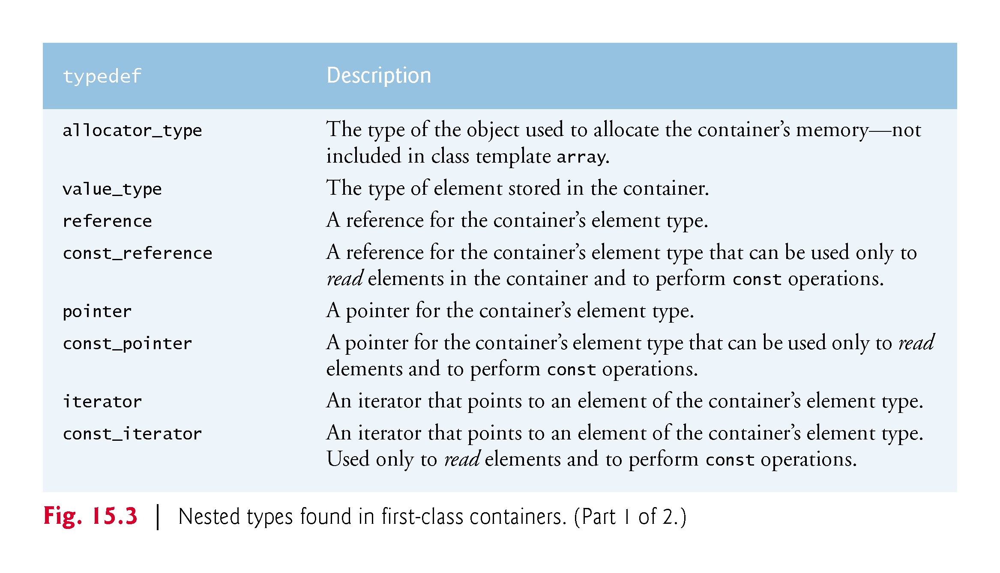 typedef Description
allocator_type The type of the object used to allocate the container’s memory—not
included in class template array.
value_type The type of element stored in the container.
reference A reference for the container’s element type.
const_reference A reference for the container’s element type that can be used only to
read elements in the container and to perform const operations.
pointer A pointer for the container’s element type.
const_pointer A pointer for the container’s element type that can be used only to read
elements and to perform const operations.
iterator An iterator that points to an element of the container’s element type.
const_iterator An iterator that points to an element of the container’s element type.
Used only to read elements and to perform const operations.
Fig. 15.3 | Nested types found in first-class containers. (Part 1 of 2.)